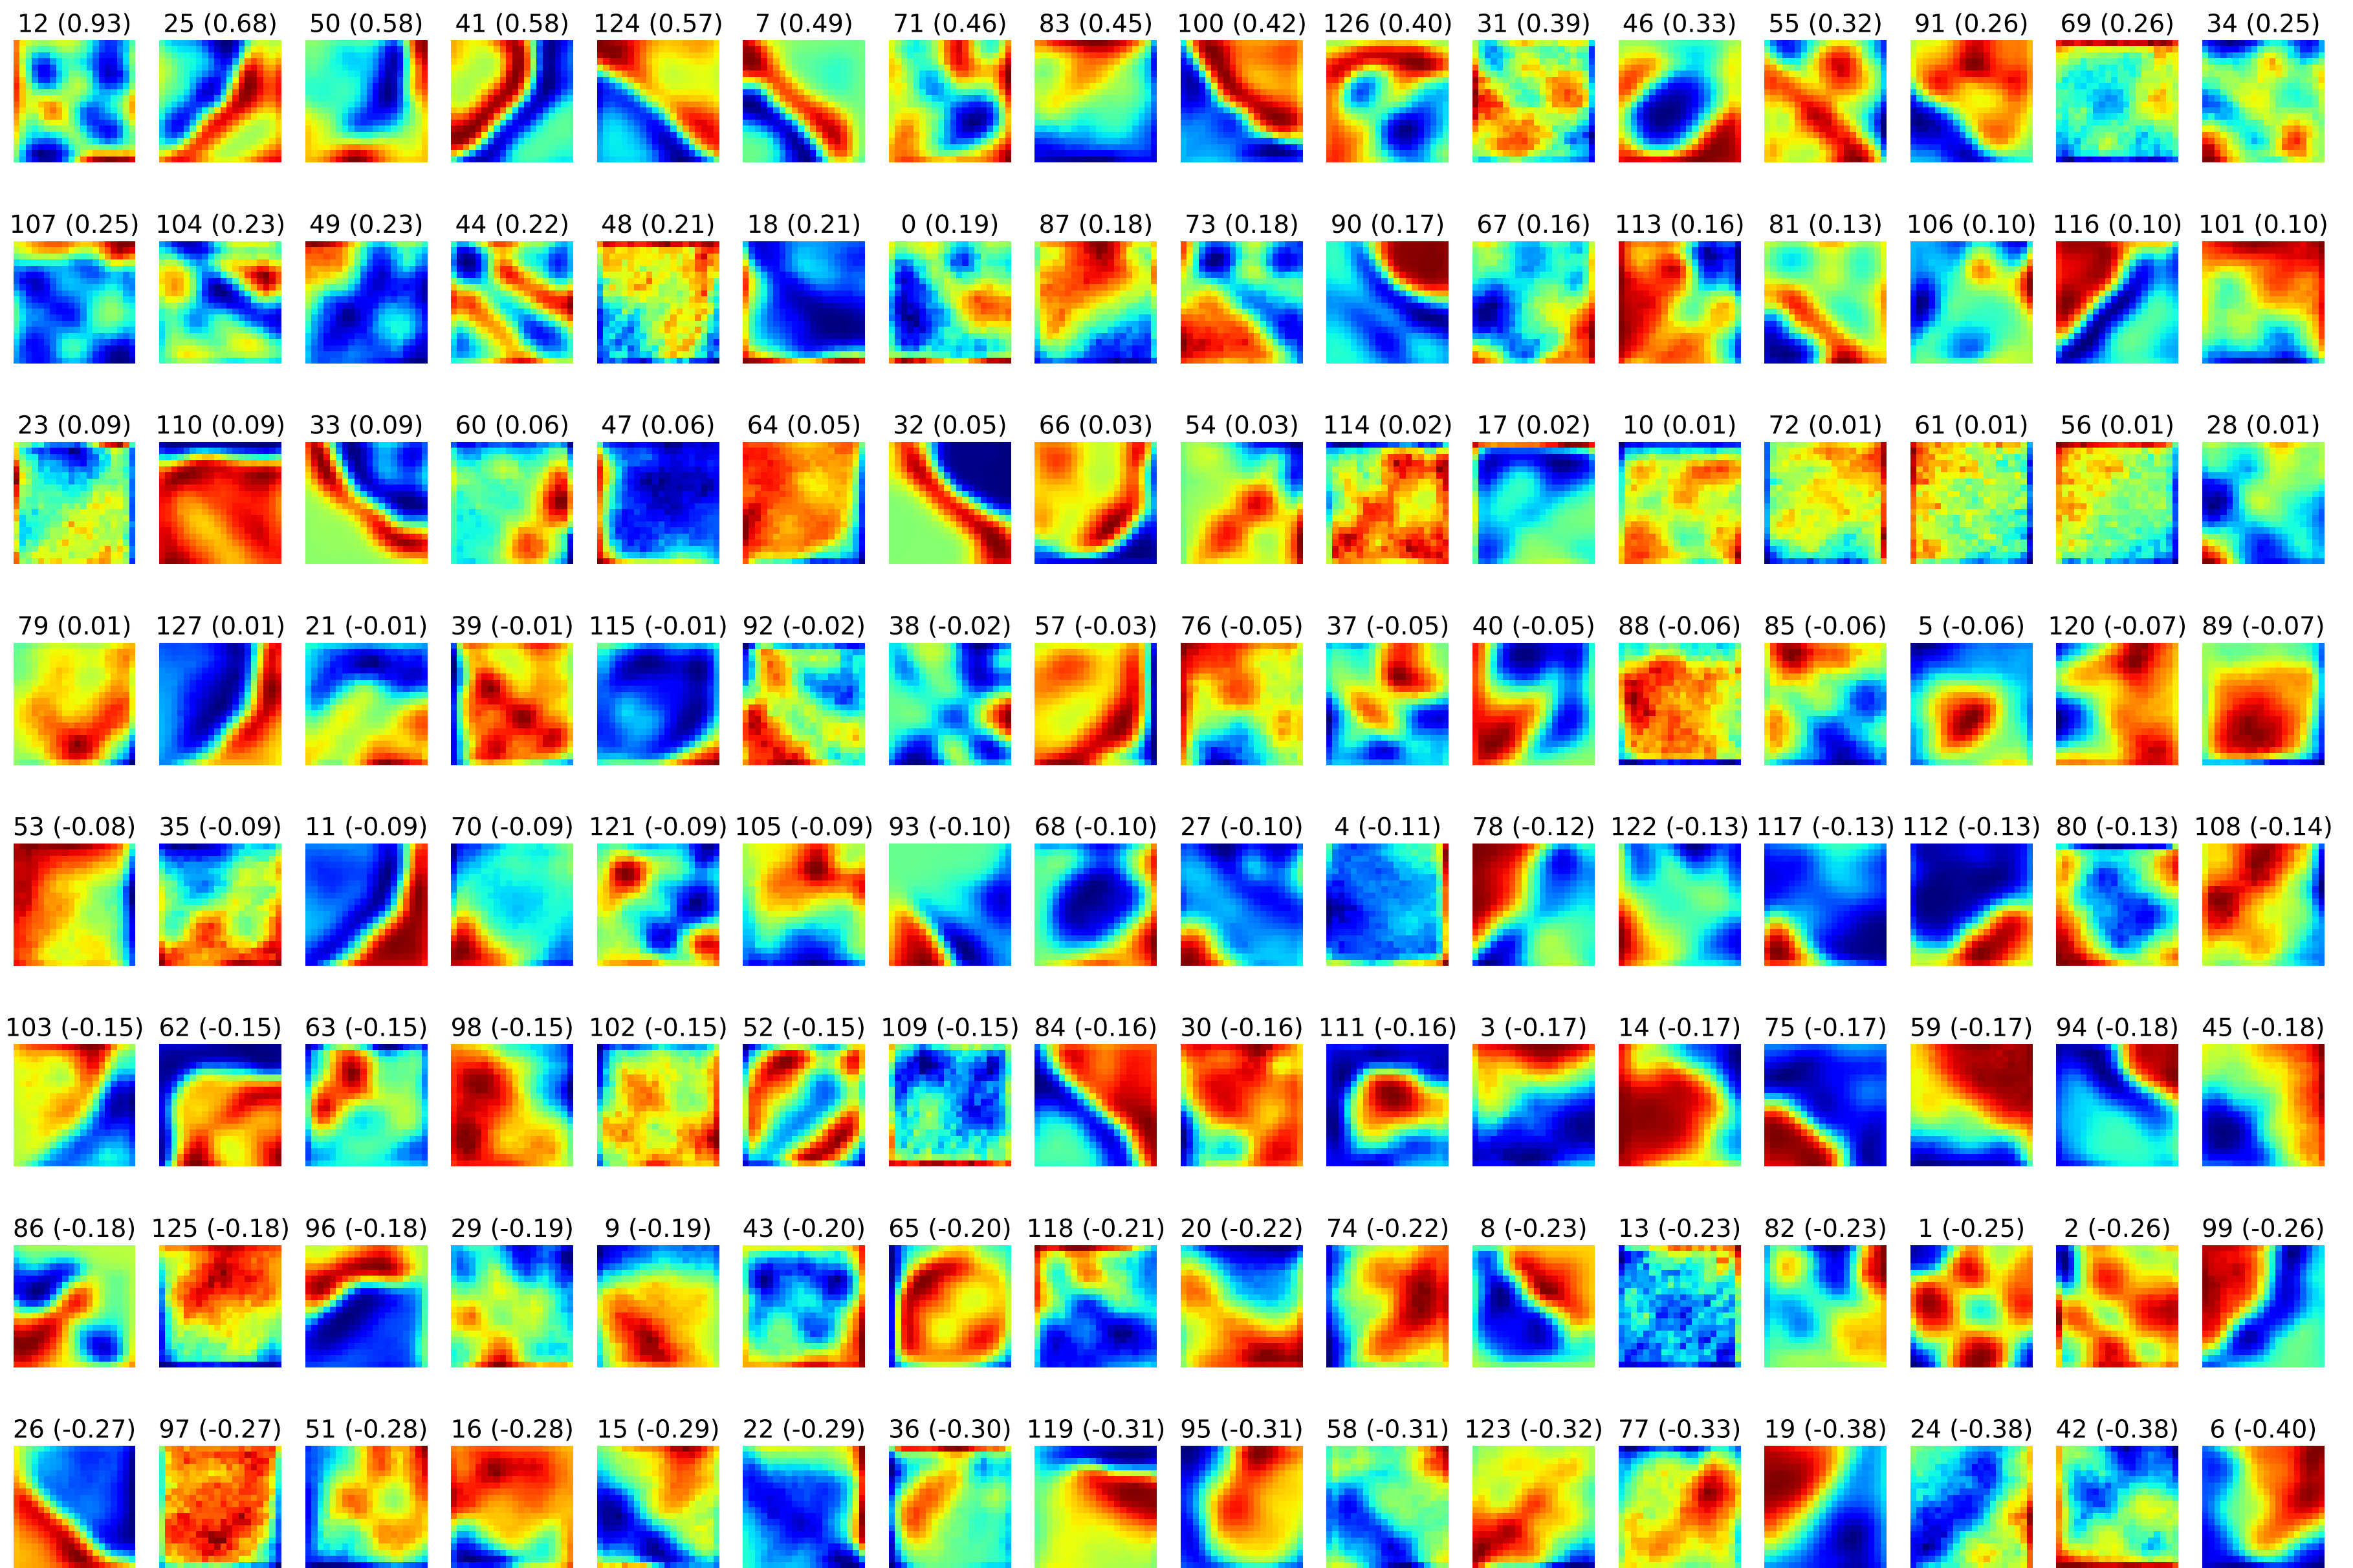 12 (0.93) 25 (0.68) 50 (0.58) 41 (0.58) 124 (0.57) 7 (0.49) 71 (0.46) 83 (0.45) 100 (0.42) 126 (0.40) 31 (0.39) 46 (0.33) 55 (0.32) 91 (0.26) 69 (0.26) 34 (0.25)
107 (0.25) 104 (0.23) 49 (0.23) 44 (0.22) 48 (0.21) 18 (0.21) 0 (0.19) 87 (0.18) 73 (0.18) 90 (0.17) 67 (0.16) 113 (0.16) 81 (0.13) 106 (0.10) 116 (0.10) 101 (0.10)
23 (0.09) 110 (0.09) 33 (0.09) 60 (0.06) 47 (0.06) 64 (0.05) 32 (0.05) 66 (0.03) 54 (0.03) 114 (0.02) 17 (0.02) 10 (0.01) 72 (0.01) 61 (0.01) 56 (0.01) 28 (0.01)
79 (0.01) 127 (0.01) 21 (-0.01) 39 (-0.01) 115 (-0.01) 92 (-0.02) 38 (-0.02) 57 (-0.03) 76 (-0.05) 37 (-0.05) 40 (-0.05) 88 (-0.06) 85 (-0.06) 5 (-0.06) 120 (-0.07) 89 (-0.07)
53 (-0.08) 35 (-0.09) 11 (-0.09) 70 (-0.09) 121 (-0.09) 105 (-0.09) 93 (-0.10) 68 (-0.10) 27 (-0.10) 4 (-0.11) 78 (-0.12) 122 (-0.13) 117 (-0.13) 112 (-0.13) 80 (-0.13) 108 (-0.14)
103 (-0.15) 62 (-0.15) 63 (-0.15) 98 (-0.15) 102 (-0.15) 52 (-0.15) 109 (-0.15) 84 (-0.16) 30 (-0.16) 111 (-0.16) 3 (-0.17) 14 (-0.17) 75 (-0.17) 59 (-0.17) 94 (-0.18) 45 (-0.18)
86 (-0.18) 125 (-0.18) 96 (-0.18) 29 (-0.19) 9 (-0.19) 43 (-0.20) 65 (-0.20) 118 (-0.21) 20 (-0.22) 74 (-0.22) 8 (-0.23) 13 (-0.23) 82 (-0.23) 1 (-0.25) 2 (-0.26) 99 (-0.26)
26 (-0.27) 97 (-0.27) 51 (-0.28) 16 (-0.28) 15 (-0.29) 22 (-0.29) 36 (-0.30) 119 (-0.31) 95 (-0.31) 58 (-0.31) 123 (-0.32) 77 (-0.33) 19 (-0.38) 24 (-0.38) 42 (-0.38) 6 (-0.40)